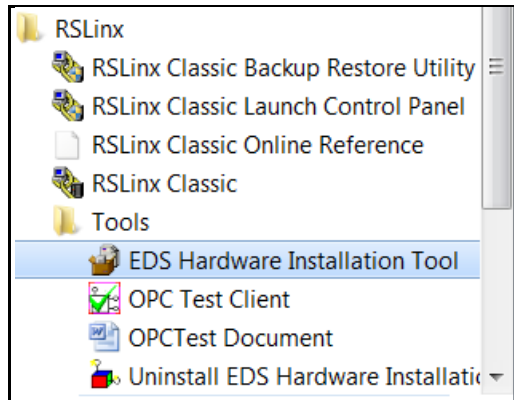 RSLinx
RSLinx Classic Backup Restore Utility
RSLinx Classic Launch Control Panel
RSLinx Classic Online Reference
RSLinx Classic
Tools
EDS Hardware Installation Tool
OPC Test Client
OPCTest Document
Uninstall EDS Hardware Installatic